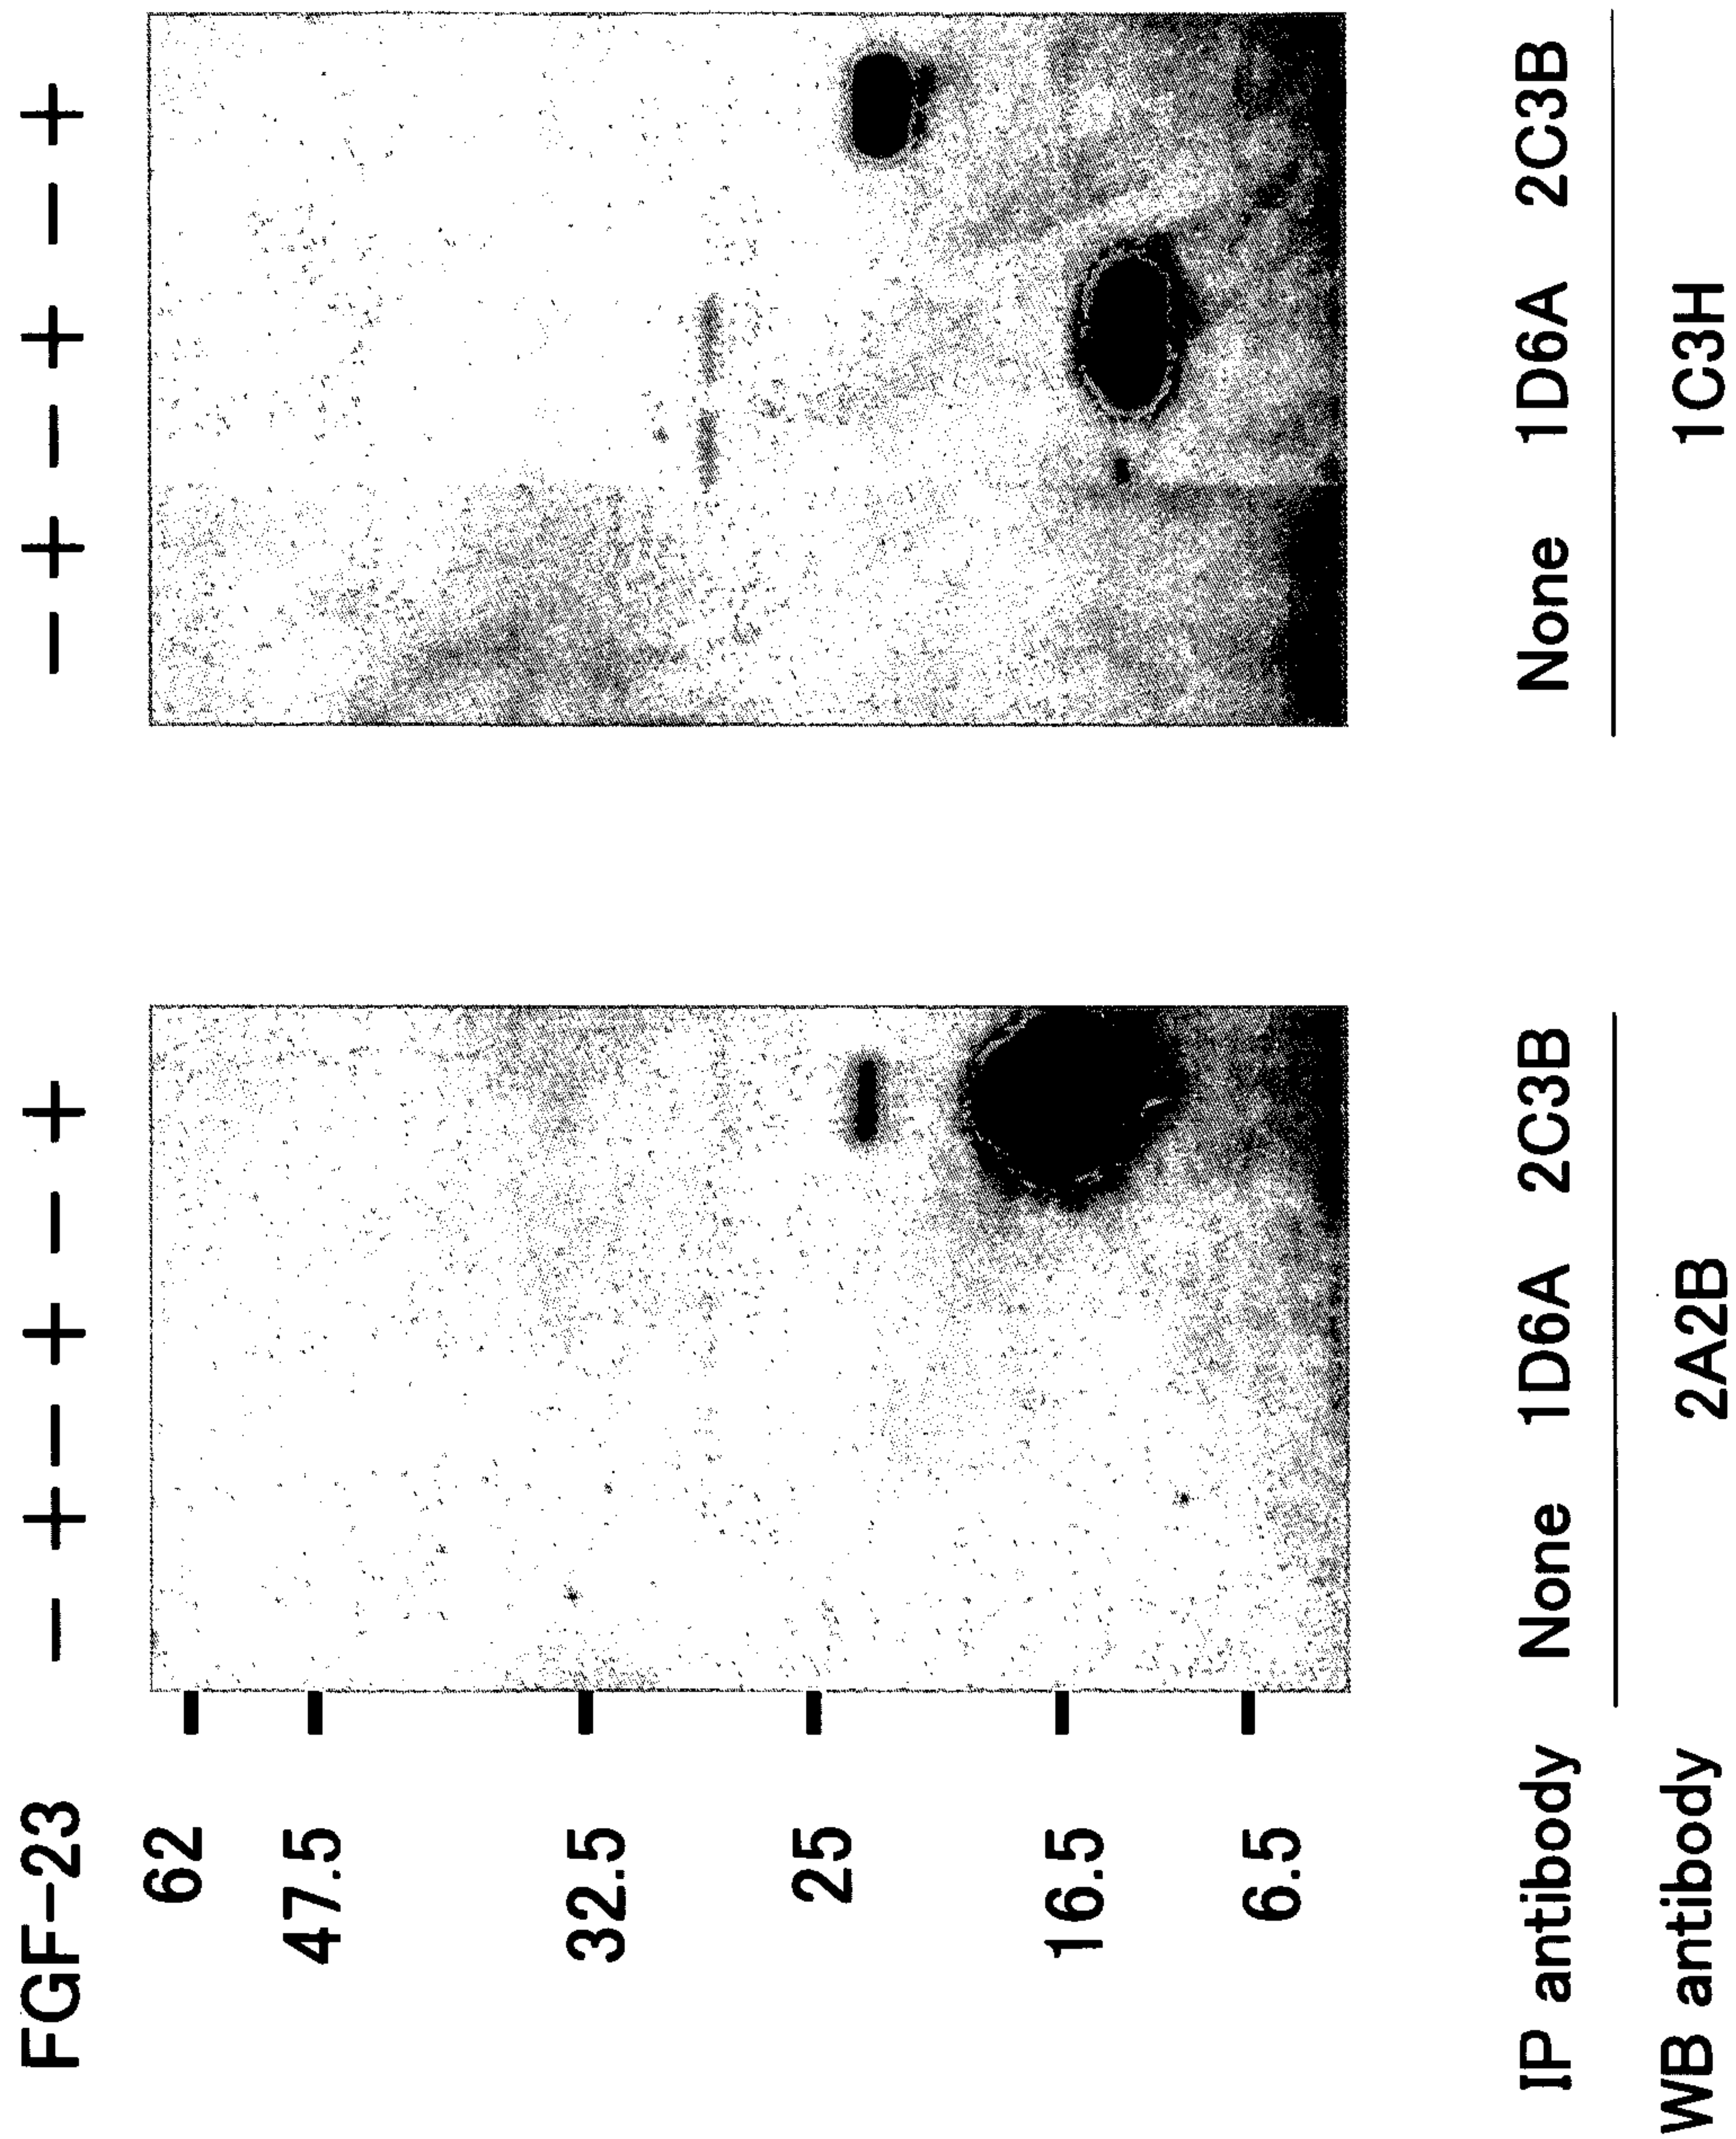 FGF-23 − + − + − + − + − + − +
62
47.5
32.5
25
16.5
6.5
IP antibody None 1D6A 2C3B None 1D6A 2C3B
WB antibody 2A2B 1C3H